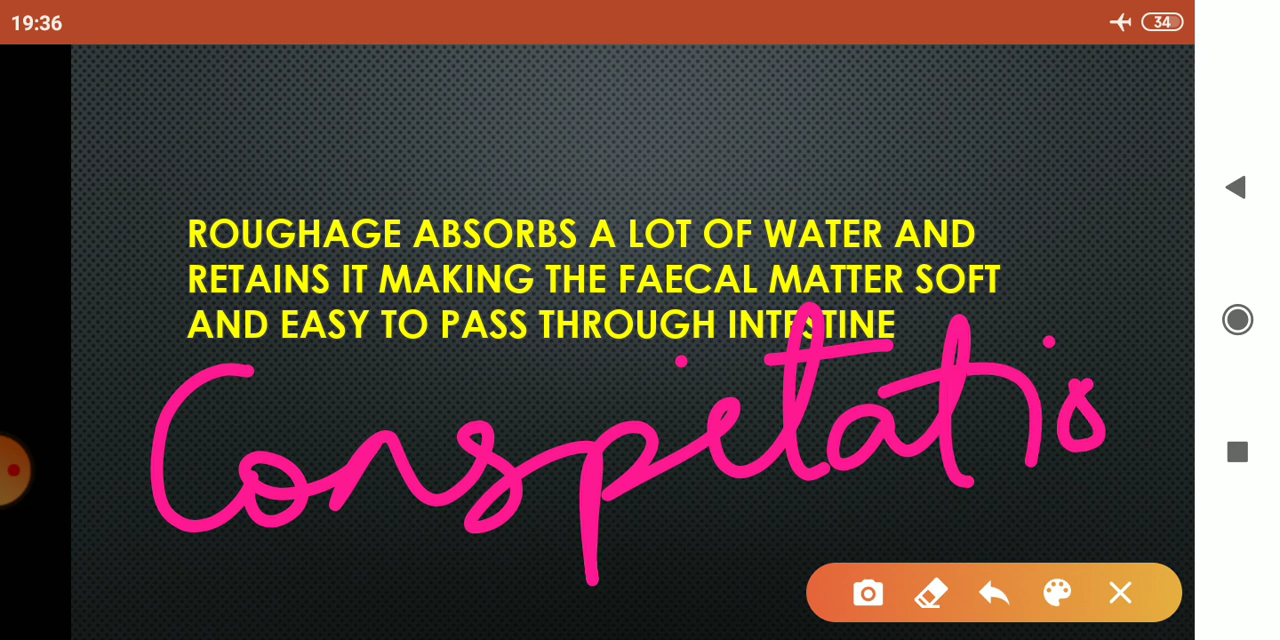 19:36
34
ROUGHAGE ABSORBS A LOT OF WATER AND
RETAINS IT MAKING THE FAECAL MATTER SOFT
AND EASY TO PASS THROUGH INTESTINE
Conspitatio